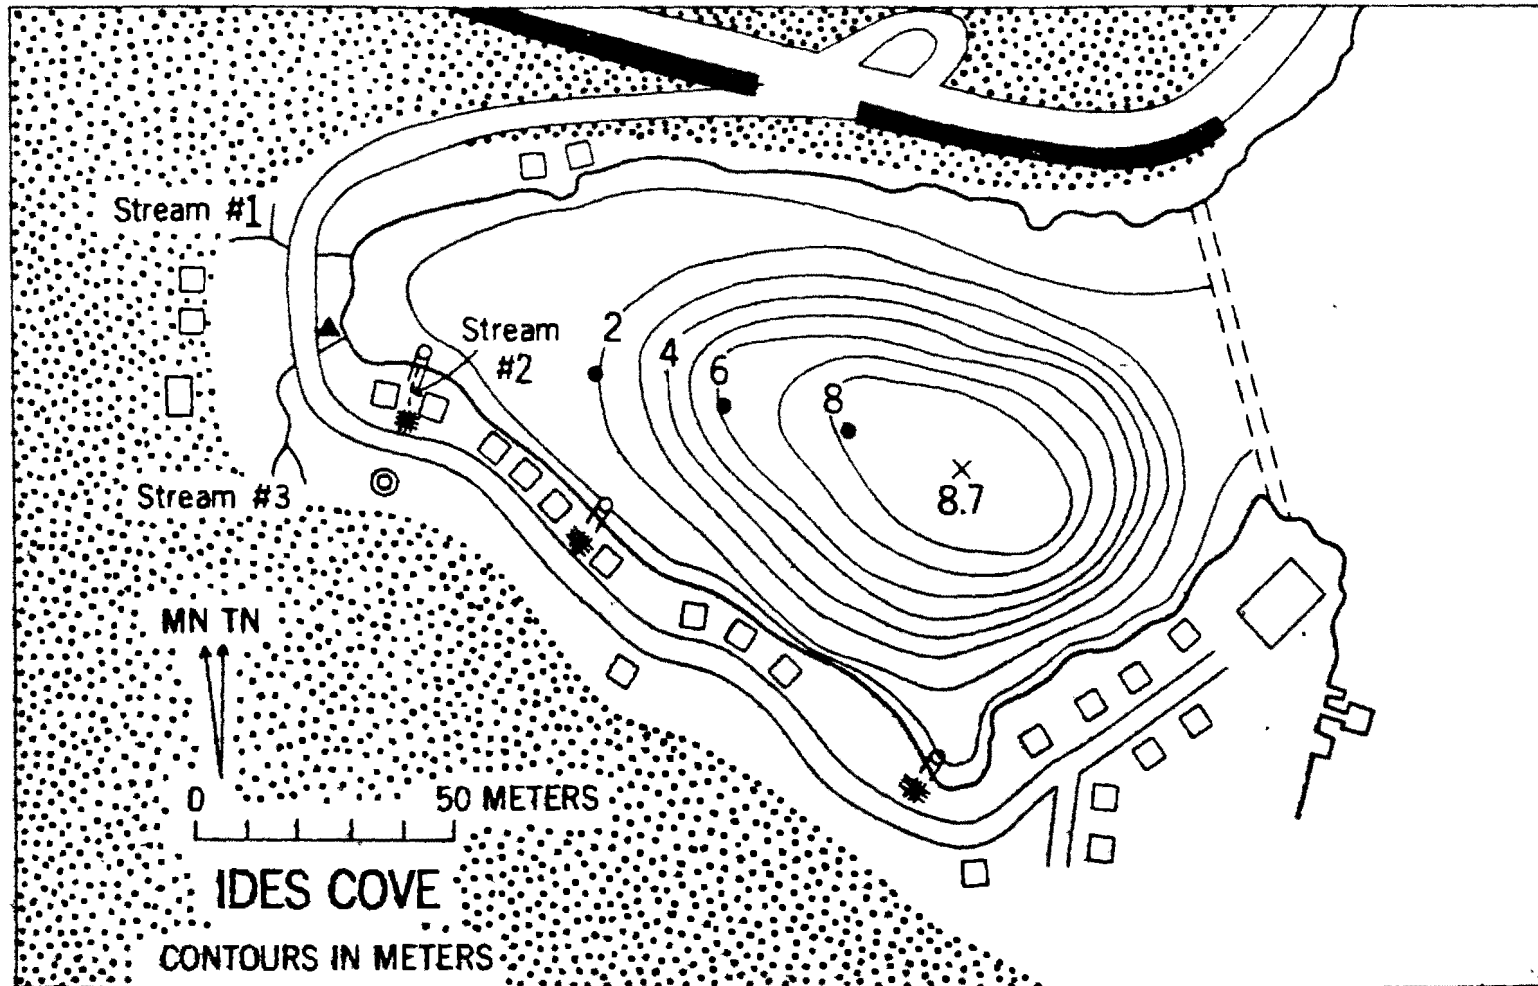 Stream #1
Stream
#2
2
4
6
8
8.7
Stream #3
MN TN
0
50 METERS
IDES COVE
CONTOURS IN METERS